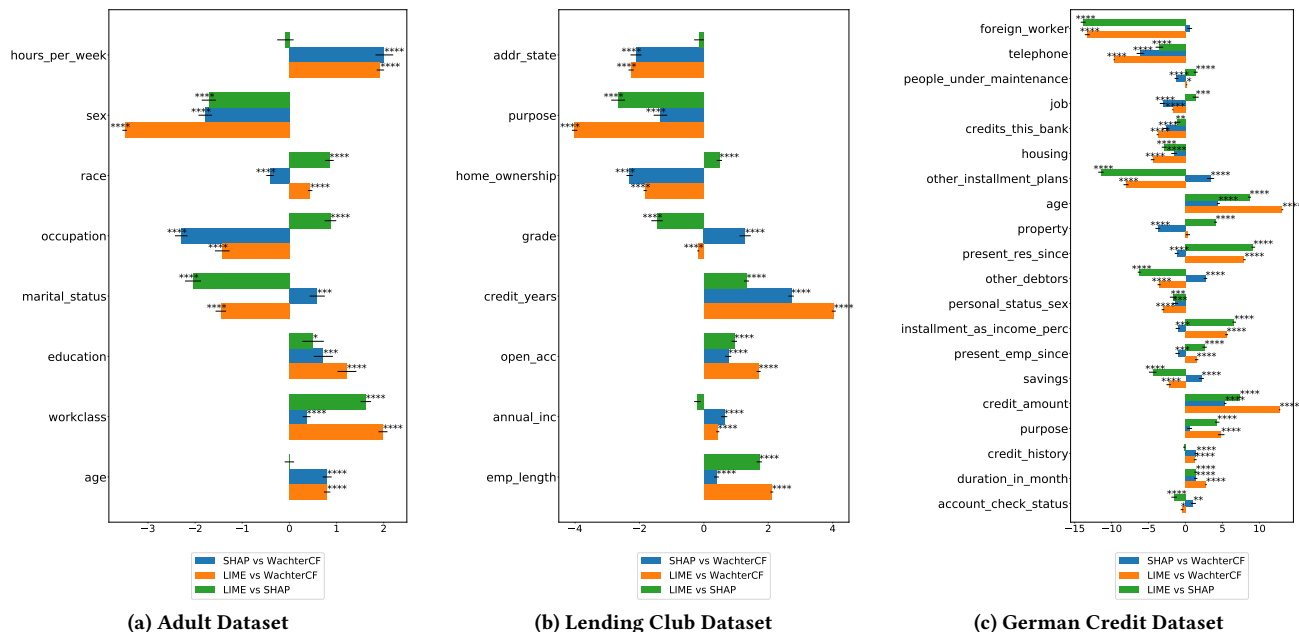 hours_per_week
sex
race
occupation
marital_status
education
workclass
age
−3 −2 −1 0 1 2
SHAP vs WachterCF
LIME vs WachterCF
LIME vs SHAP
(a) Adult Dataset
addr_state
purpose
home_ownership
grade
credit_years
open_acc
annual_inc
emp_length
−4 −2 0 2 4
SHAP vs WachterCF
LIME vs WachterCF
LIME vs SHAP
(b) Lending Club Dataset
foreign_worker
telephone
people_under_maintenance
job
credits_this_bank
housing
other_installment_plans
age
property
present_res_since
other_debtors
personal_status_sex
installment_as_income_perc
present_emp_since
savings
credit_amount
purpose
credit_history
duration_in_month
account_check_status
−15 −10 −5 0 5 10
SHAP vs WachterCF
LIME vs WachterCF
LIME vs SHAP
(c) German Credit Dataset